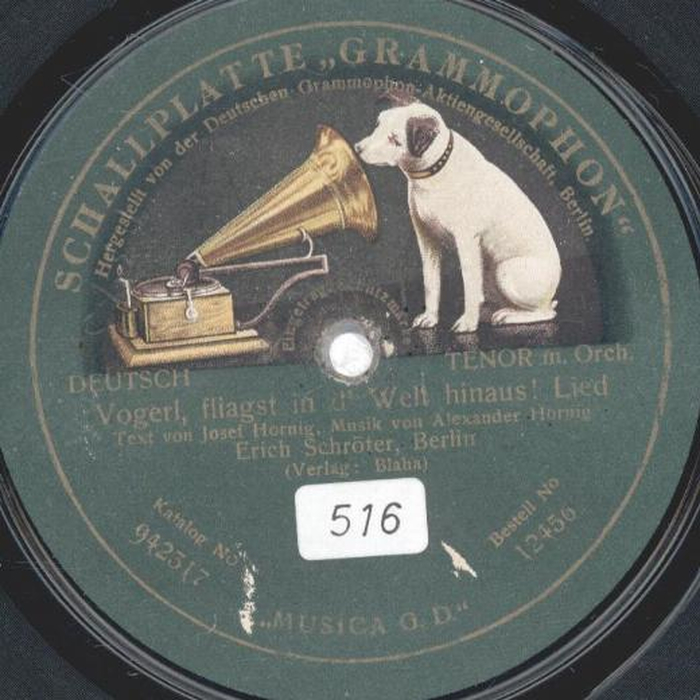 SCHALLPLATTE „GRAMMOPHON“
Hergestellt von der Deutschen Grammophon-Aktiengesellschaft, Berlin
DEUTSCH
TENOR m. Orch.
Vogerl, fliagst in d' Welt hinaus! Lied
Text von Josef Hornig, Musik von Alexander Hornig
Erich Schröter, Berlin
(Verlag: Blaha)
516
Katalog No
942517
Bestell No
12456
„MUSICA G. D.“